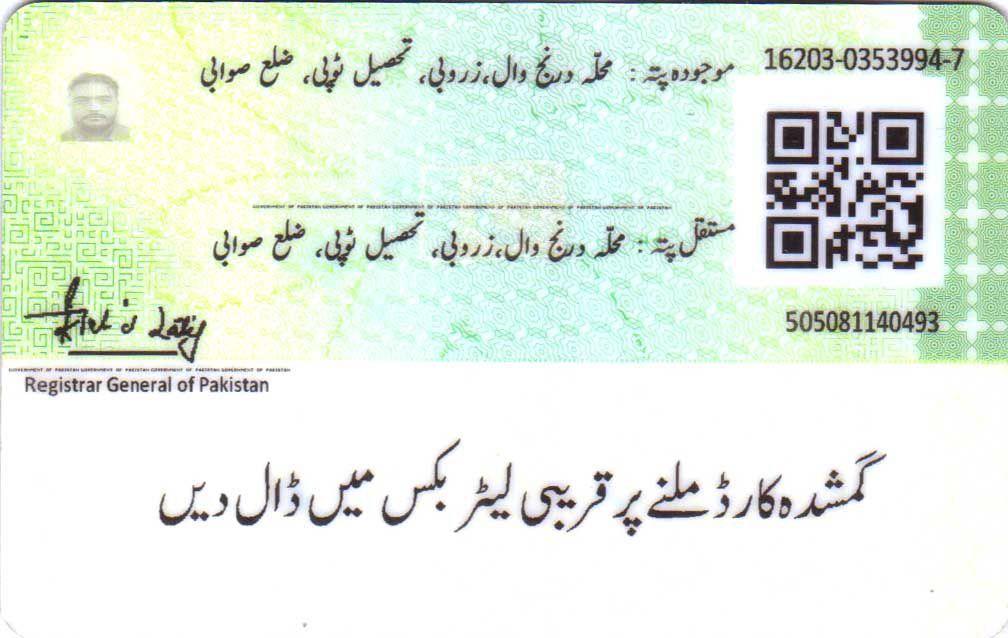 16203-0353994-7
موجودہ پتہ : محلہ درنج وال،زروبی، تحصیل ٹوپی، ضلع صوابی
GOVERNMENT OF PAKISTAN GOVERNMENT OF PAKISTAN GOVERNMENT OF PAKISTAN GOVERNMENT OF PAKISTAN GOVERNMENT OF PAKISTAN
مستقل پتہ : محلہ درنج وال،زروبی، تحصیل ٹوپی، ضلع صوابی
505081140493
GOVERNMENT OF PAKISTAN GOVERNMENT OF PAKISTAN GOVERNMENT OF PAKISTAN GOVERNMENT OF PAKISTAN
Registrar General of Pakistan
گمشدہ کارڈ ملنے پر قریبی لیٹر بکس میں ڈال دیں